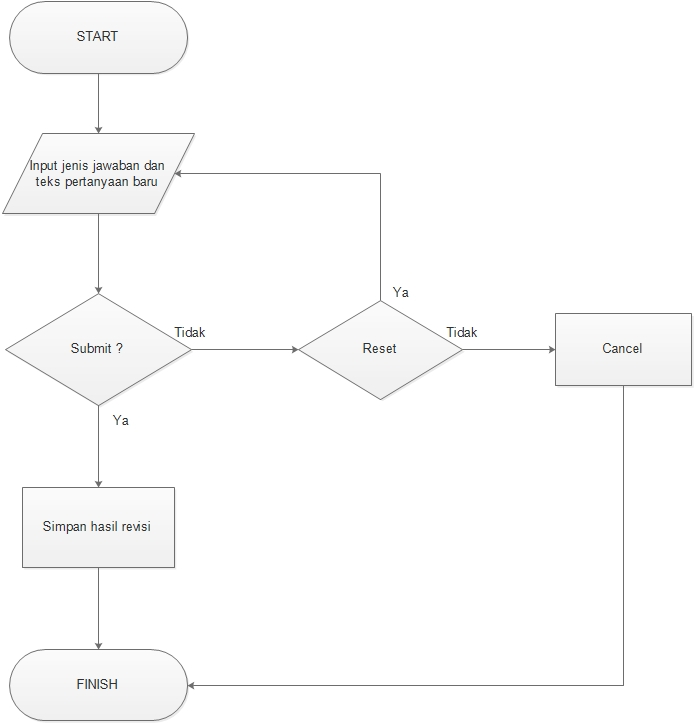 START
Input jenis jawaban dan
teks pertanyaan baru
Ya
Tidak
Tidak
Submit ?
Reset
Cancel
Ya
Simpan hasil revisi
FINISH